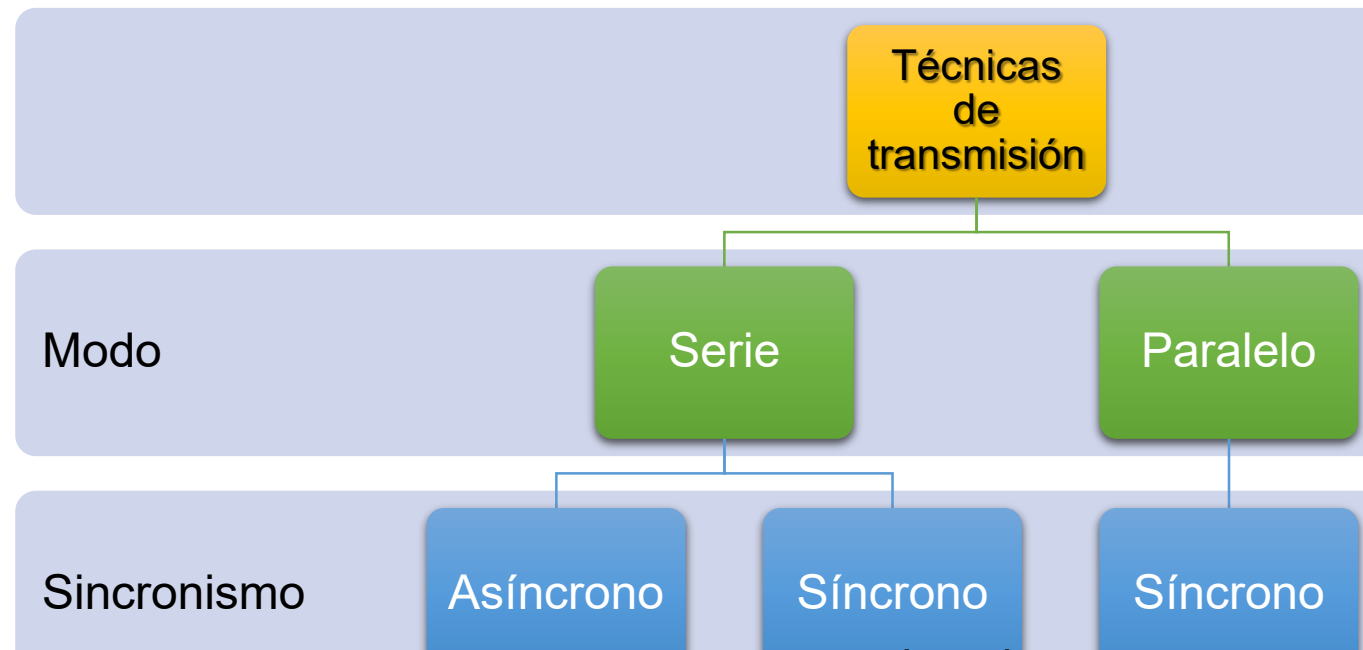 Técnicas
de
transmisión
Modo
Serie
Paralelo
Sincronismo
Asíncrono
Síncrono
Síncrono